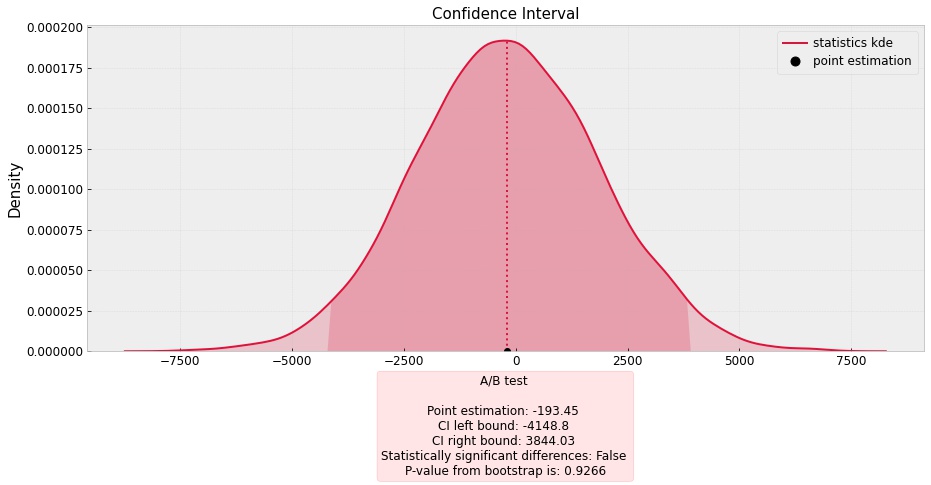 Confidence Interval
statistics kde
point estimation
Density
0.000200
0.000175
0.000150
0.000125
0.000100
0.000075
0.000050
0.000025
0.000000
−7500
−5000
−2500
0
2500
5000
7500
A/B test
Point estimation: -193.45
CI left bound: -4148.8
CI right bound: 3844.03
Statistically significant differences: False
P-value from bootstrap is: 0.9266